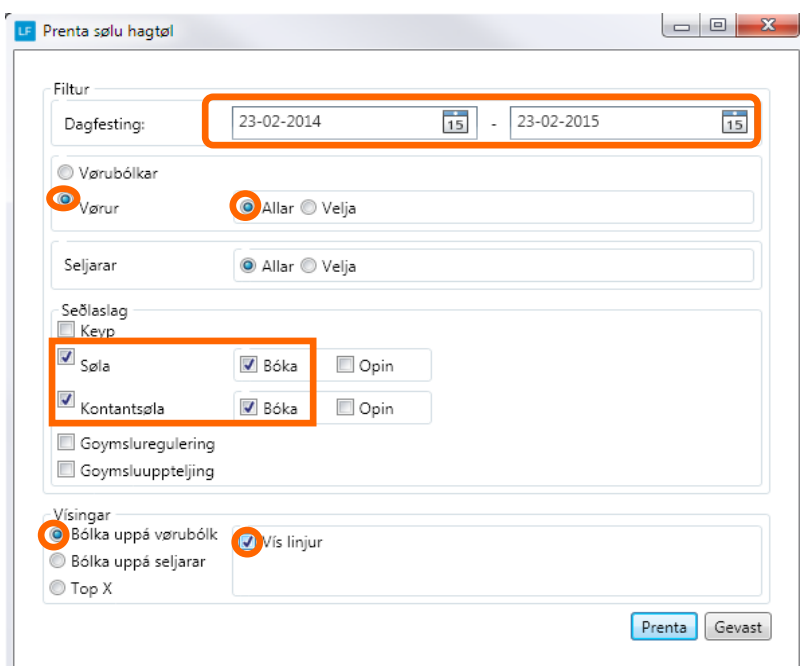 LF Prenta sølu hagtøl
Filtur
Dagfesting: 23-02-2014 15 - 23-02-2015 15
Vørubólkar
Vørur Allar Velja
Seljarar Allar Velja
Seðlaslag
Keyp
Søla Bóka Opin
Kontantsøla Bóka Opin
Goymsluregulering
Goymsluuppteljing
Vísingar
Bólka uppá vørubólk Vís linjur
Bólka uppá seljarar
Top X
Prenta Gevast